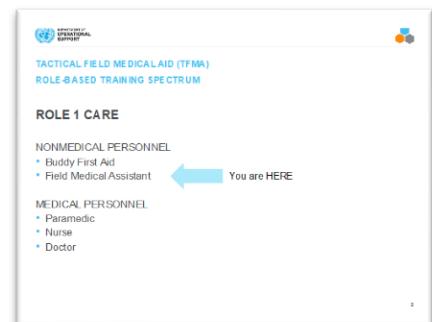 DEPARTMENT OF
OPERATIONAL
SUPPORT
TACTICAL FIELD MEDICAL AID (TFMA)
ROLE-BASED TRAINING SPECTRUM
ROLE 1 CARE
NONMEDICAL PERSONNEL
• Buddy First Aid
• Field Medical Assistant You are HERE
MEDICAL PERSONNEL
• Paramedic
• Nurse
• Doctor